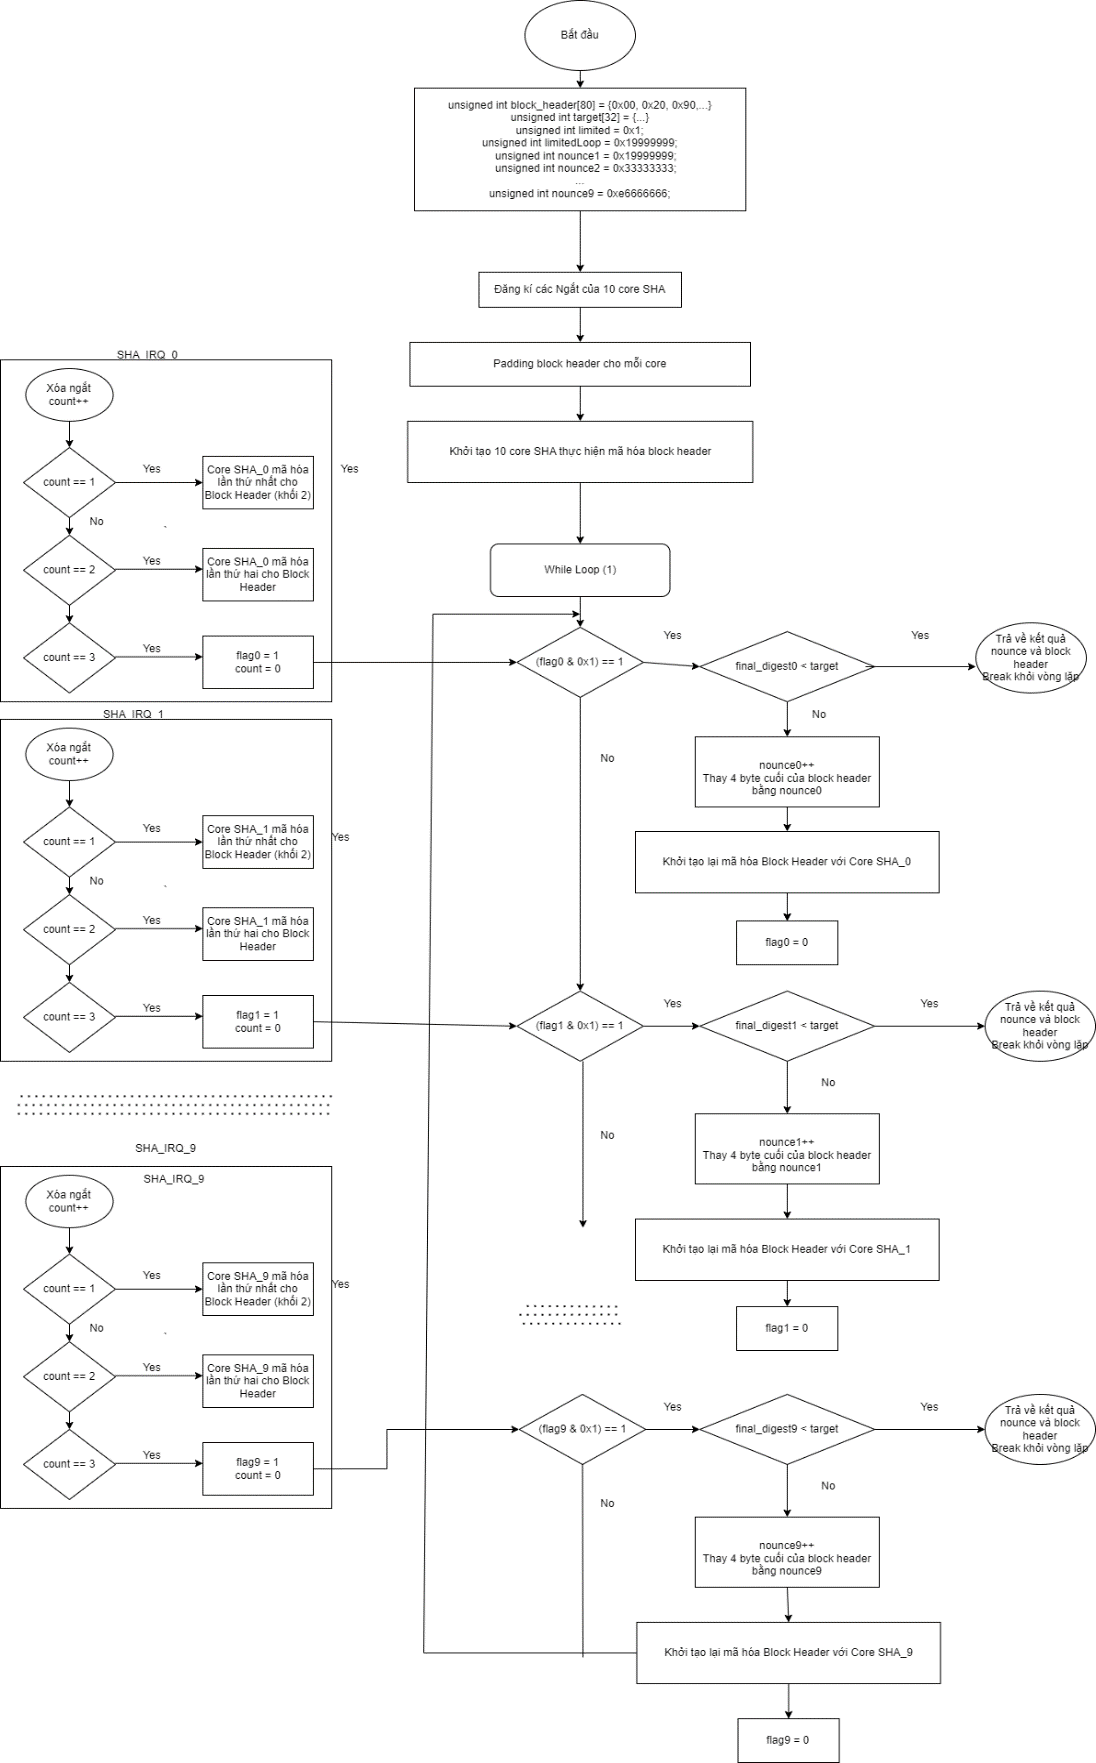 Bắt đầu
unsigned int block_header[80] = {0x00, 0x20, 0x90,...}
unsigned int target[32] = {...}
unsigned int limited = 0x1;
unsigned int limitedLoop = 0x19999999;
unsigned int nounce1 = 0x19999999;
unsigned int nounce2 = 0x33333333;
...
unsigned int nounce9 = 0xe6666666;
Đăng kí các Ngắt của 10 core SHA
Padding block header cho mỗi core
Khởi tạo 10 core SHA thực hiện mã hóa block header
While Loop (1)
SHA_IRQ_0
Xóa ngắt
count++
count == 1
Yes
Core SHA_0 mã hóa
lần thứ nhất cho
Block Header (khối 2)
Yes
No
count == 2
Yes
Core SHA_0 mã hóa
lần thứ hai cho Block
Header
count == 3
Yes
flag0 = 1
count = 0
(flag0 & 0x1) == 1
Yes
final_digest0 < target
Yes
Trả về kết quả
nounce và block
header
Break khỏi vòng lặp
No
No
nounce0++
Thay 4 byte cuối của block header
bằng nounce0
Khởi tạo lại mã hóa Block Header với Core SHA_0
flag0 = 0
SHA_IRQ_1
Xóa ngắt
count++
count == 1
Yes
Core SHA_1 mã hóa
lần thứ nhất cho
Block Header (khối 2)
Yes
No
count == 2
Yes
Core SHA_1 mã hóa
lần thứ hai cho Block
Header
count == 3
Yes
flag1 = 1
count = 0
(flag1 & 0x1) == 1
Yes
final_digest1 < target
Yes
Trả về kết quả
nounce và block
header
Break khỏi vòng lặp
No
No
nounce1++
Thay 4 byte cuối của block header
bằng nounce1
Khởi tạo lại mã hóa Block Header với Core SHA_1
flag1 = 0
SHA_IRQ_9
SHA_IRQ_9
Xóa ngắt
count++
count == 1
Yes
Core SHA_9 mã hóa
lần thứ nhất cho
Block Header (khối 2)
Yes
No
count == 2
Yes
Core SHA_9 mã hóa
lần thứ hai cho Block
Header
count == 3
Yes
flag9 = 1
count = 0
(flag9 & 0x1) == 1
Yes
final_digest9 < target
Yes
Trả về kết quả
nounce và block
header
Break khỏi vòng lặp
No
No
nounce9++
Thay 4 byte cuối của block header
bằng nounce9
Khởi tạo lại mã hóa Block Header với Core SHA_9
flag9 = 0